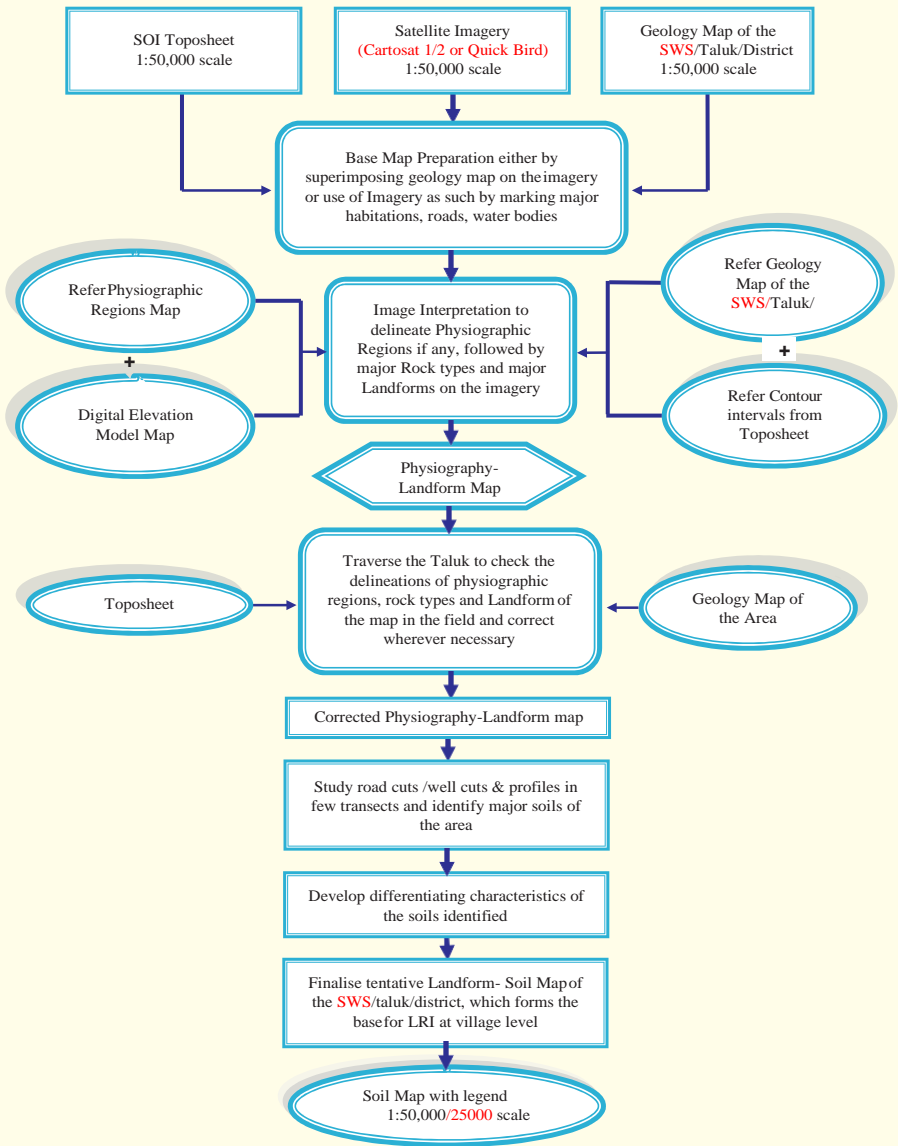 SOI Toposheet
1:50,000 scale
Satellite Imagery
(Cartosat 1/2 or Quick Bird)
1:50,000 scale
Geology Map of the
SWS/Taluk/District
1:50,000 scale
Base Map Preparation either by
superimposing geology map on the imagery
or use of Imagery as such by marking major
habitations, roads, water bodies
Refer Physiographic
Regions Map
+
Digital Elevation
Model Map
Image Interpretation to
delineate Physiographic
Regions if any, followed by
major Rock types and major
Landforms on the imagery
Refer Geology
Map of the
SWS/Taluk/
+
Refer Contour
intervals from
Toposheet
Physiography-
Landform Map
Toposheet
Traverse the Taluk to check the
delineations of physiographic
regions, rock types and Landform of
the map in the field and correct
wherever necessary
Geology Map of
the Area
Corrected Physiography-Landform map
Study road cuts /well cuts & profiles in
few transects and identify major soils of
the area
Develop differentiating characteristics of
the soils identified
Finalise tentative Landform- Soil Map of
the SWS/taluk/district, which forms the
base for LRI at village level
Soil Map with legend
1:50,000/25000 scale